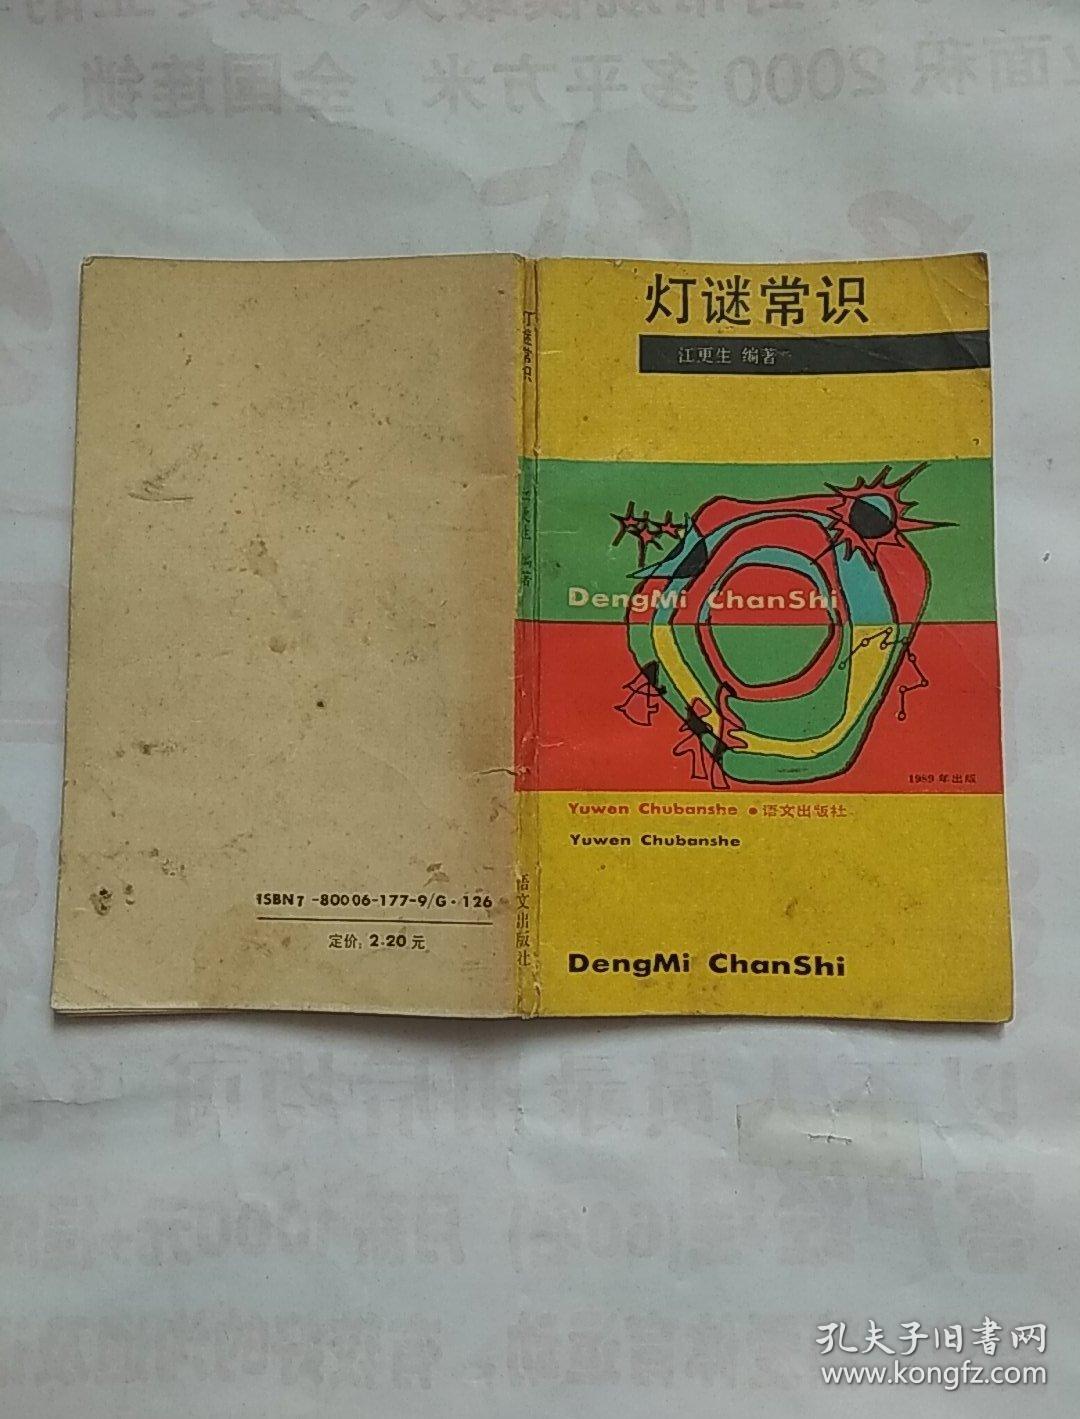 灯谜常识
江更生 编著
DengMi ChanShi
1989年出版
Yuwen Chubanshe • 语文出版社
Yuwen Chubanshe
DengMi ChanShi
灯谜常识
编著
语文出版社
ISBN7-80006-177-9/G·126
定价：2.20元
孔夫子旧书网
www.kongfz.com